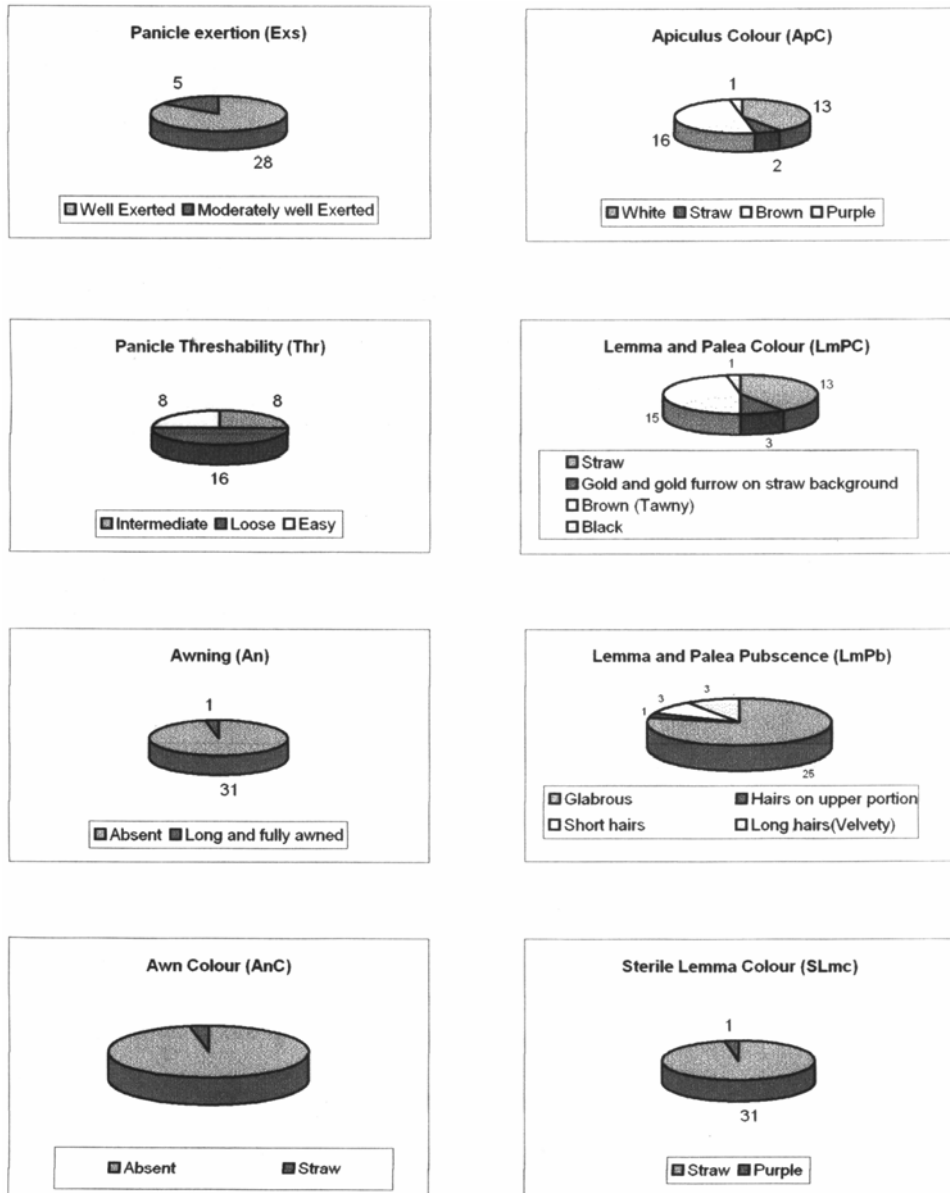 Panicle exertion (Exs)
5
28
Well Exerted Moderately well Exerted
Apiculus Colour (ApC)
1
13
16
2
White Straw Brown Purple
Panicle Threshability (Thr)
8 8
16
Intermediate Loose Easy
Lemma and Palea Colour (LmPC)
1
13
15
3
Straw
Gold and gold furrow on straw background
Brown (Tawny)
Black
Awning (An)
1
31
Absent Long and fully awned
Lemma and Palea Pubscence (LmPb)
3 3
1
25
Glabrous Hairs on upper portion
Short hairs Long hairs(Velvety)
Awn Colour (AnC)
Absent Straw
Sterile Lemma Colour (SLmc)
1
31
Straw Purple